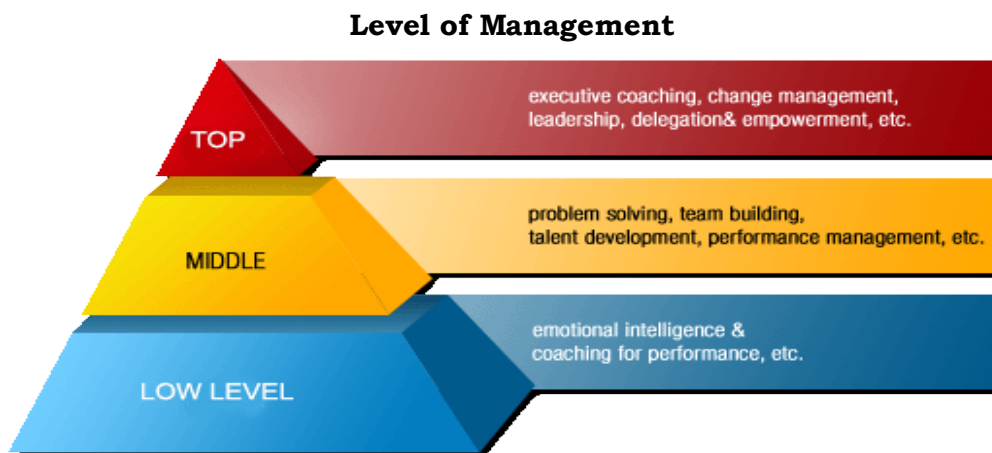 Level of Management
TOP
executive coaching, change management,
leadership, delegation& empowerment, etc.
MIDDLE
problem solving, team building,
talent development, performance management, etc.
LOW LEVEL
emotional intelligence &
coaching for performance, etc.